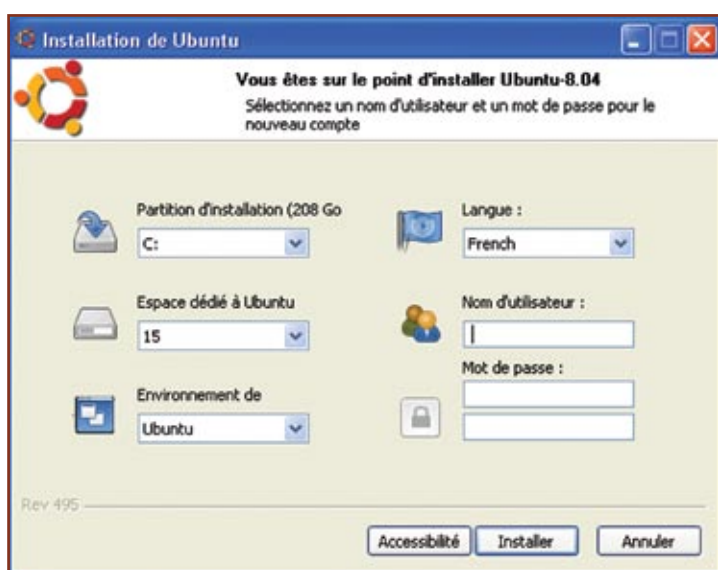 Installation de Ubuntu
Vous êtes sur le point d'installer Ubuntu-8.04
Sélectionnez un nom d'utilisateur et un mot de passe pour le
nouveau compte
Partition d'installation (208 Go
C:
Espace dédié à Ubuntu
15
Environnement de
Ubuntu
Langue :
French
Nom d'utilisateur :
Mot de passe :
Rev 495
Accessibilité
Installer
Annuler